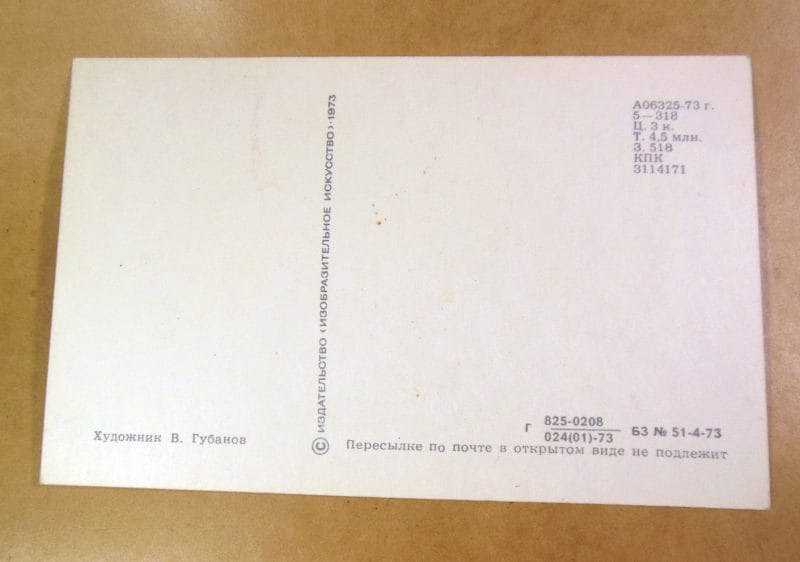 А06325-73 г.
5—318
Ц. 3 к.
Т. 4,5 млн.
З. 518
КПК
3114171
© ИЗДАТЕЛЬСТВО «ИЗОБРАЗИТЕЛЬНОЕ ИСКУССТВО»·1973
Художник В. Губанов
Г 825-0208
024(01)-73 БЗ № 51-4-73
Пересылке по почте в открытом виде не подлежит